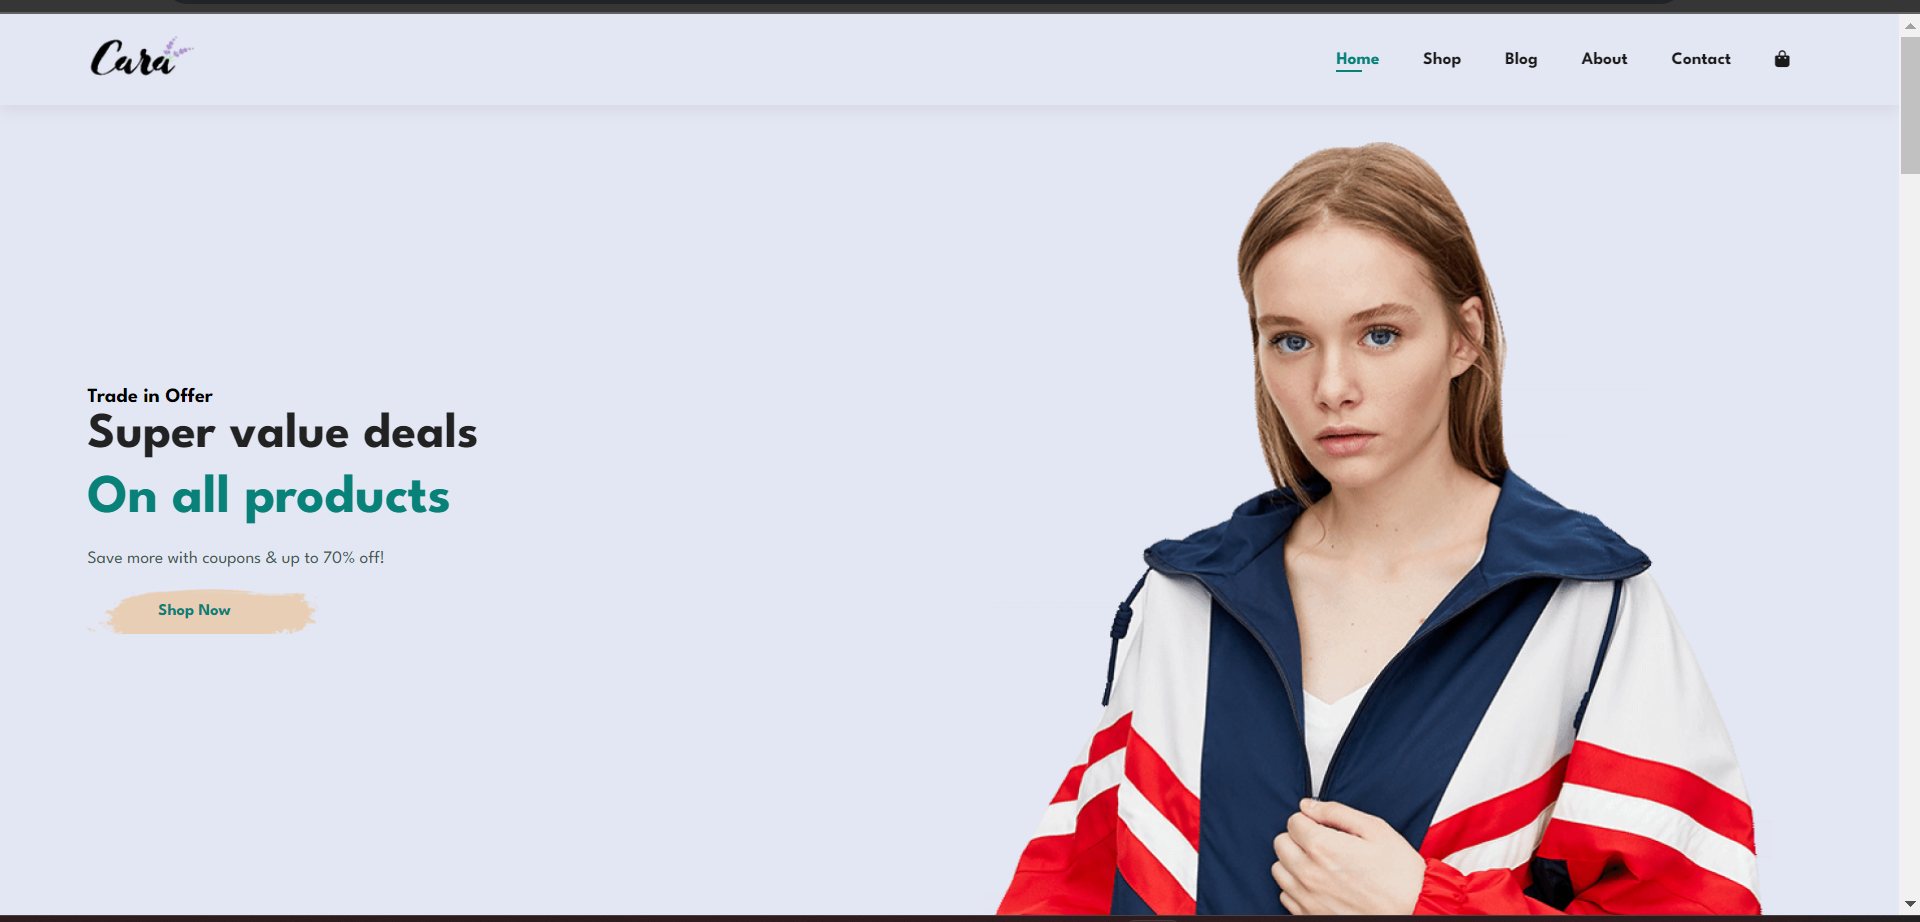 Cara
Home Shop Blog About Contact
Trade in Offer
Super value deals
On all products
Save more with coupons & up to 70% off!
Shop Now